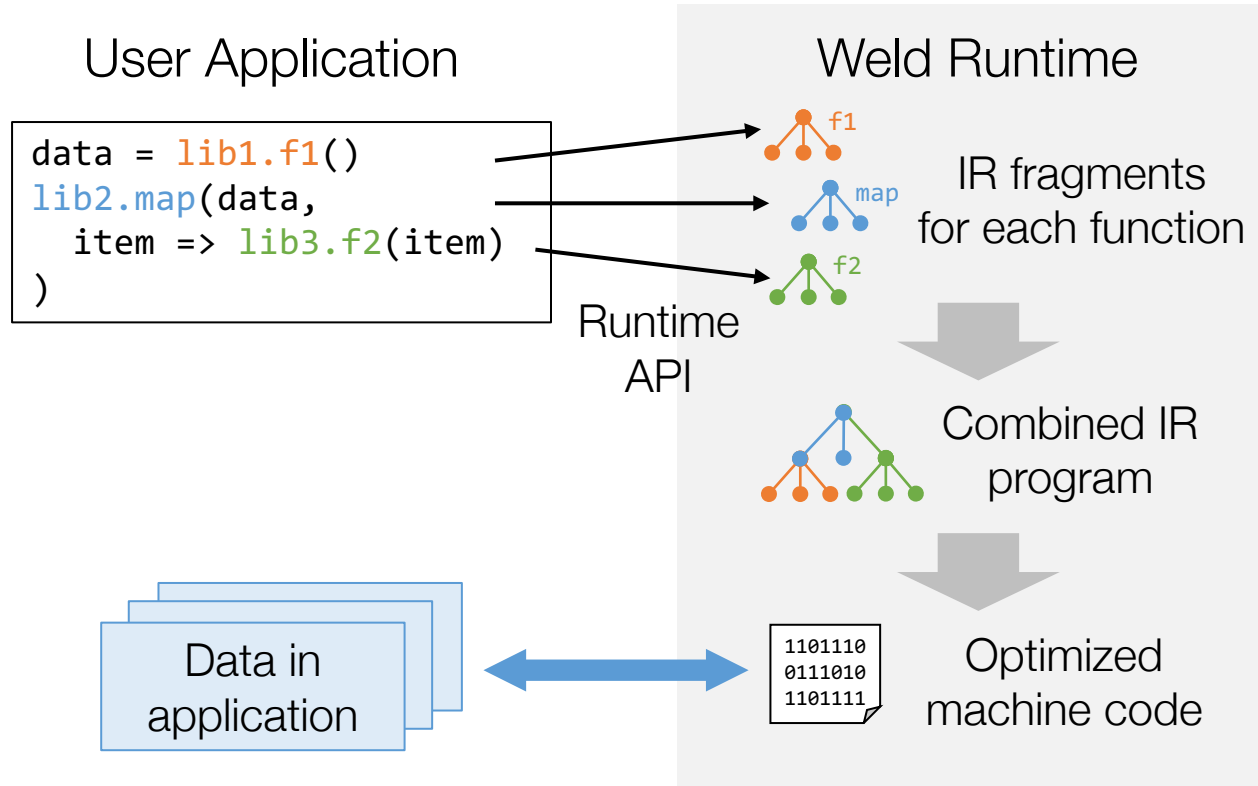 User Application
Weld Runtime
data = lib1.f1()
lib2.map(data,
  item => lib3.f2(item)
)
f1
map
f2
IR fragments
for each function
Runtime
API
Combined IR
program
Data in
application
1101110
0111010
1101111
Optimized
machine code